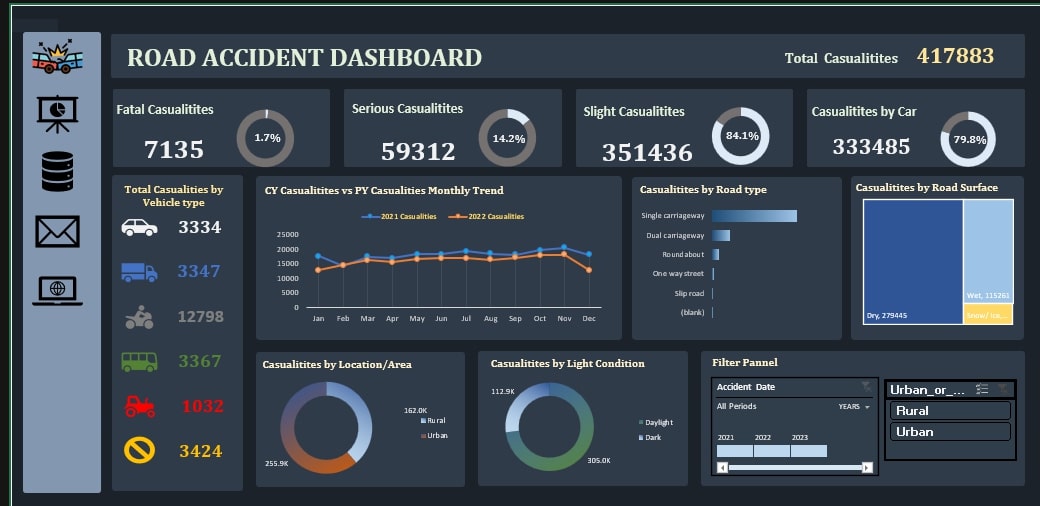 ROAD ACCIDENT DASHBOARD
Total Casualitites 417883
Fatal Casualitites
7135
1.7%
Serious Casualitites
59312
14.2%
Slight Casualitites
351436
84.1%
Casualitites by Car
333485
79.8%
Total Casualities by
Vehicle type
3334
3347
12798
3367
1032
3424
CY Casualitites vs PY Casualities Monthly Trend
2021 Casualities 2022 Casualities
25000
20000
15000
10000
5000
0
Jan Feb Mar Apr May Jun Jul Aug Sep Oct Nov Dec
Casualitites by Road type
Single carriageway
Dual carriageway
Roundabout
One way street
Slip road
(blank)
Casualitites by Road Surface
Dry, 279445
Wet, 115261
Snow/ Ice,...
Casualitites by Location/Area
162.0K
Rural
Urban
255.9K
Casualitites by Light Condition
112.9K
Daylight
Dark
305.0K
Filter Pannel
Accident Date
All Periods YEARS
2021 2022 2023
Urban_or_...
Rural
Urban